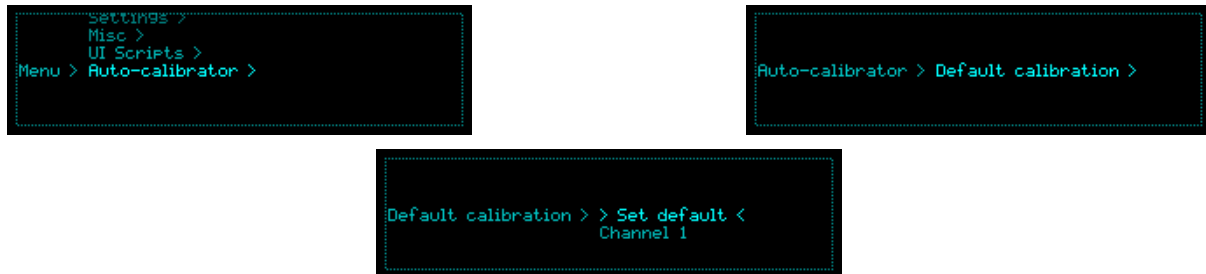 Settings >
Misc >
UI Scripts >
Menu > Auto-calibrator >
Auto-calibrator > Default calibration >
Default calibration > > Set default <
Channel 1